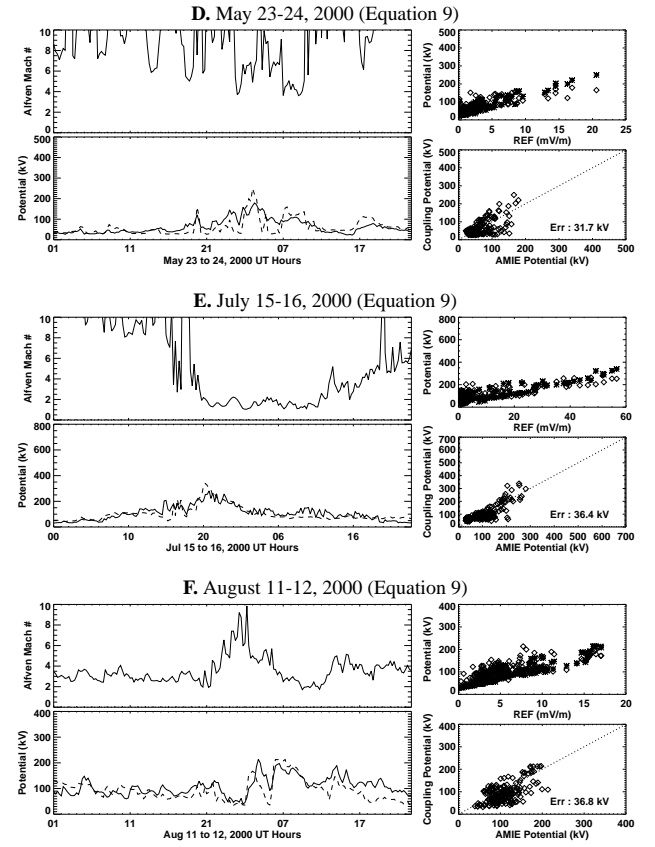 D. May 23-24, 2000 (Equation 9)
Alfven Mach #
10
8
6
4
2
0
Potential (kV)
500
400
300
200
100
0
01 11 21 07 17
May 23 to 24, 2000 UT Hours
Potential (kV)
500
400
300
200
100
0
0 5 10 15 20 25
REF (mV/m)
Coupling Potential (kV)
500
400
300
200
100
0
Err : 31.7 kV
0 100 200 300 400 500
AMIE Potential (kV)
E. July 15-16, 2000 (Equation 9)
Alfven Mach #
10
8
6
4
2
0
Potential (kV)
800
600
400
200
0
00 10 20 06 16
Jul 15 to 16, 2000 UT Hours
Potential (kV)
800
600
400
200
0
0 20 40 60
REF (mV/m)
Coupling Potential (kV)
700
600
500
400
300
200
100
0
Err : 36.4 kV
0 100 200 300 400 500 600 700
AMIE Potential (kV)
F. August 11-12, 2000 (Equation 9)
Alfven Mach #
10
8
6
4
2
0
Potential (kV)
400
300
200
100
0
01 11 21 07 17
Aug 11 to 12, 2000 UT Hours
Potential (kV)
400
300
200
100
0
0 5 10 15 20
REF (mV/m)
Coupling Potential (kV)
400
300
200
100
0
Err : 36.8 kV
0 100 200 300 400
AMIE Potential (kV)